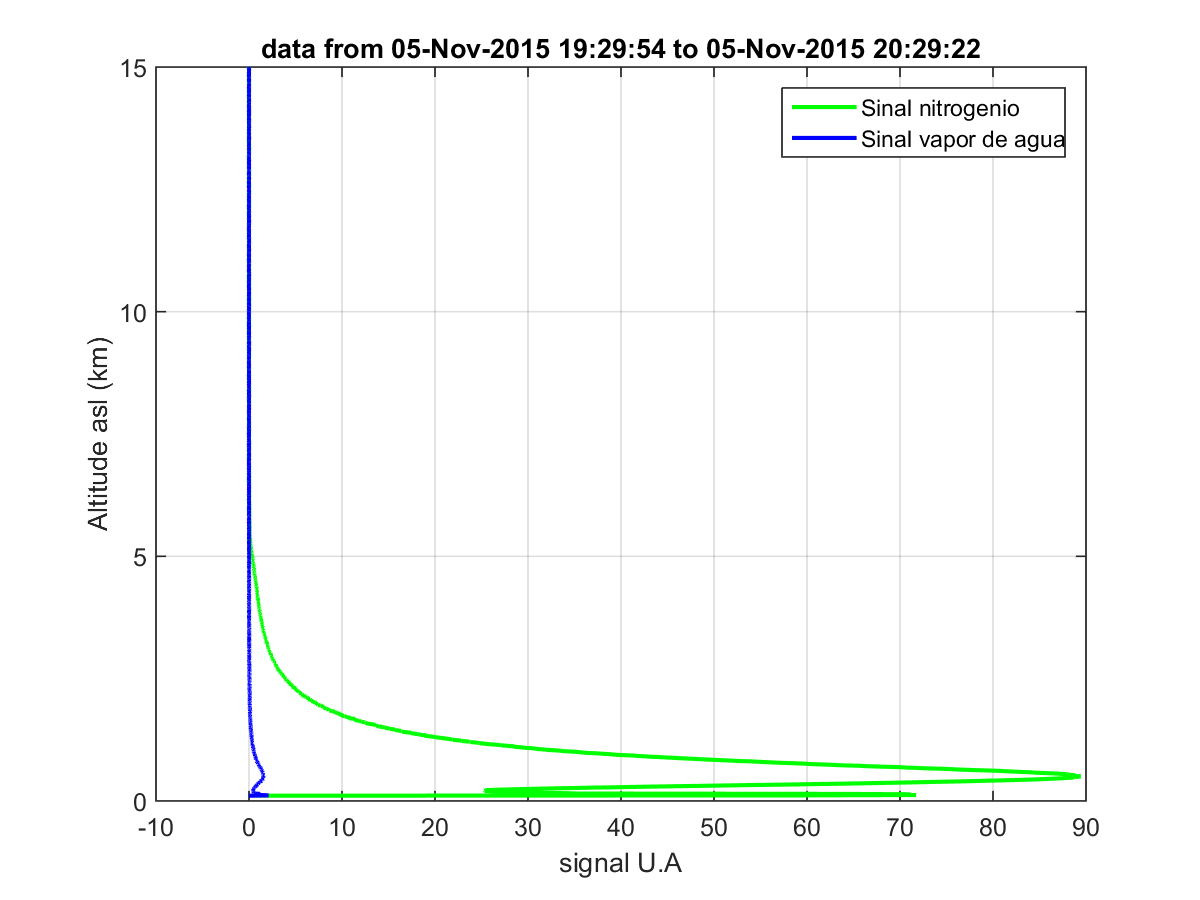 data from 05-Nov-2015 19:29:54 to 05-Nov-2015 20:29:22
Sinal nitrogenio
Sinal vapor de agua
15
10
5
0
Altitude asl (km)
-10 0 10 20 30 40 50 60 70 80 90
signal U.A